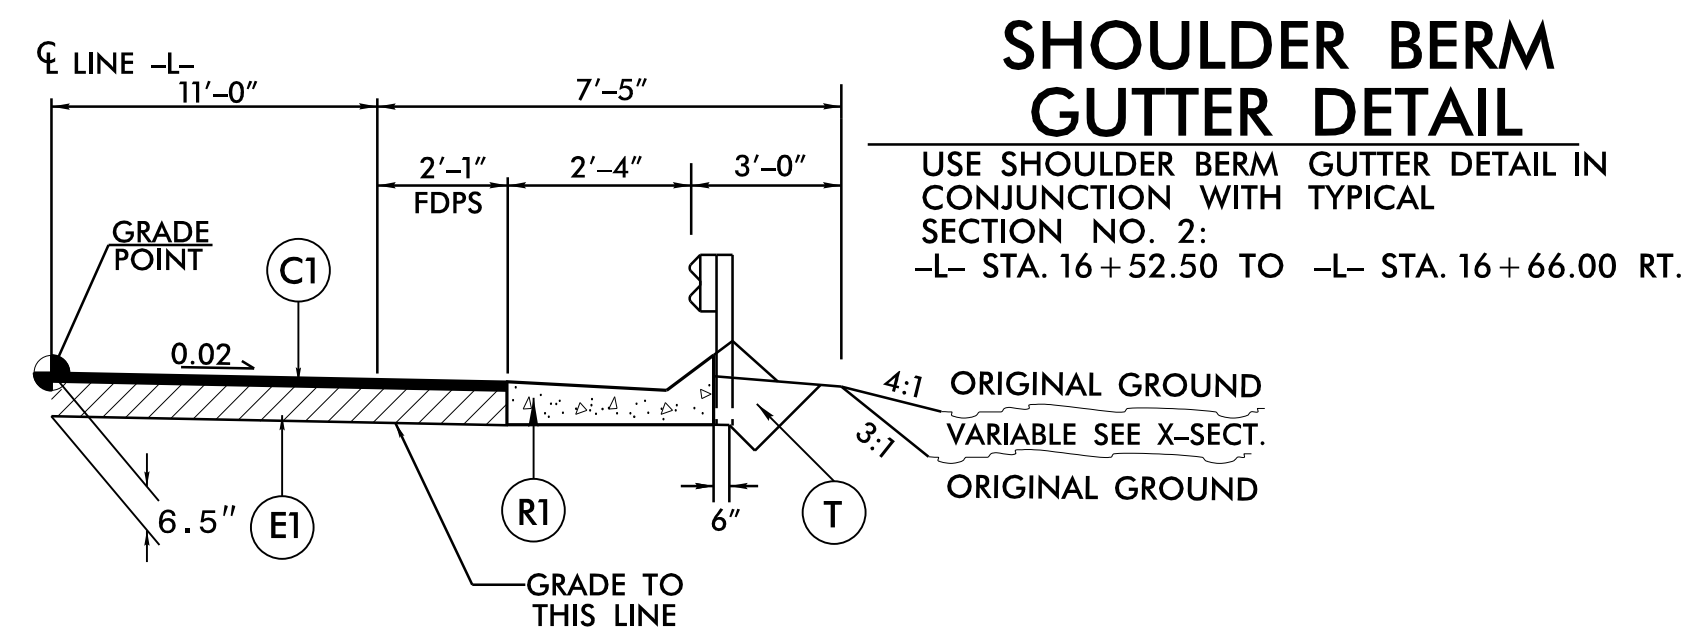 SHOULDER BERM
GUTTER DETAIL
USE SHOULDER BERM GUTTER DETAIL IN
CONJUNCTION WITH TYPICAL
SECTION NO. 2:
–L– STA. 16+52.50 TO –L– STA. 16+66.00 RT.
℄ LINE –L–
11'–0"
7'–5"
2'–1"
FDPS
2'–4"
3'–0"
GRADE
POINT
C1
0.02
4:1
ORIGINAL GROUND
VARIABLE SEE X–SECT.
3:1
ORIGINAL GROUND
6.5"
E1
R1
6"
T
GRADE TO
THIS LINE